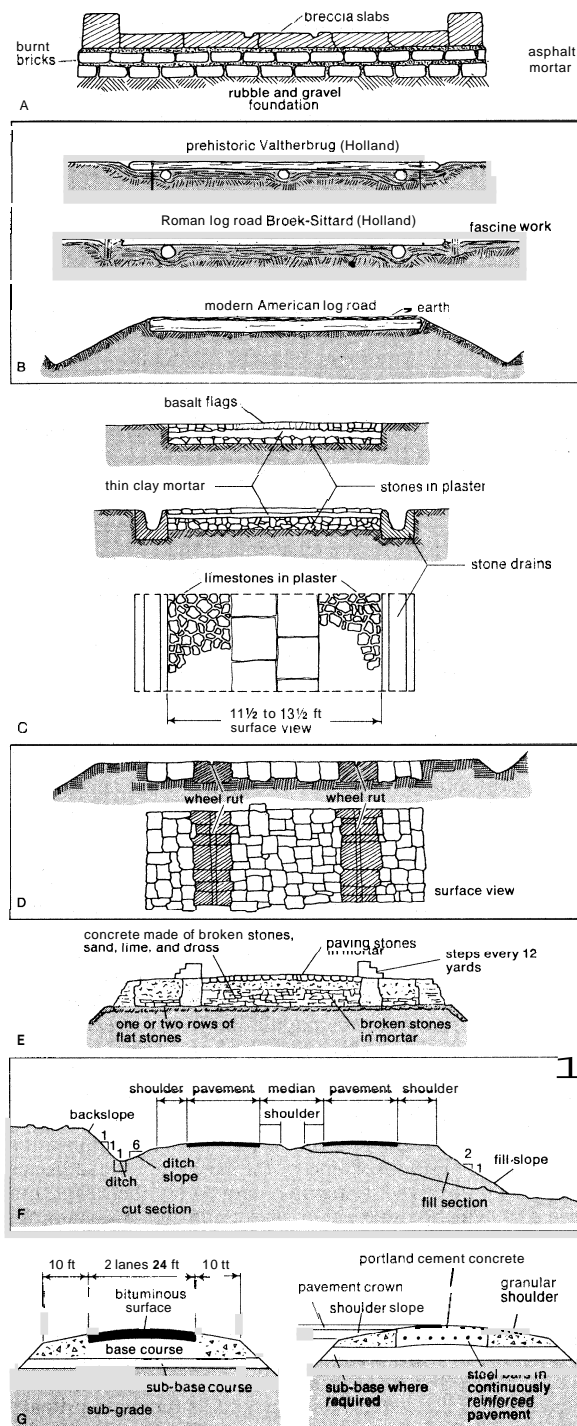 breccia slabs
burnt
bricks
asphalt
mortar
rubble and gravel
foundation
A
prehistoric Valtherbrug (Holland)
Roman log road Broek-Sittard (Holland)
fascine work
modern American log road
earth
B
basalt flags
thin clay mortar
stones in plaster
stone drains
limestones in plaster
11½ to 13½ ft
surface view
C
wheel rut
wheel rut
surface view
D
concrete made of broken stones,
sand, lime, and dross
paving stones
in mortar
steps every 12
yards
one or two rows of
flat stones
broken stones
in mortar
E
1
shoulder pavement median pavement shoulder
shoulder
backslope
1
1
1
6
ditch
ditch
slope
cut section
2
1
fill-slope
fill section
F
10 ft 2 lanes 24 ft 10 tt
bituminous
surface
base course
sub-base course
sub-grade
G
portland cement concrete
pavement crown
shoulder slope
granular
shoulder
sub-base where
required
steel bars in
continuously
reinforced
pavement